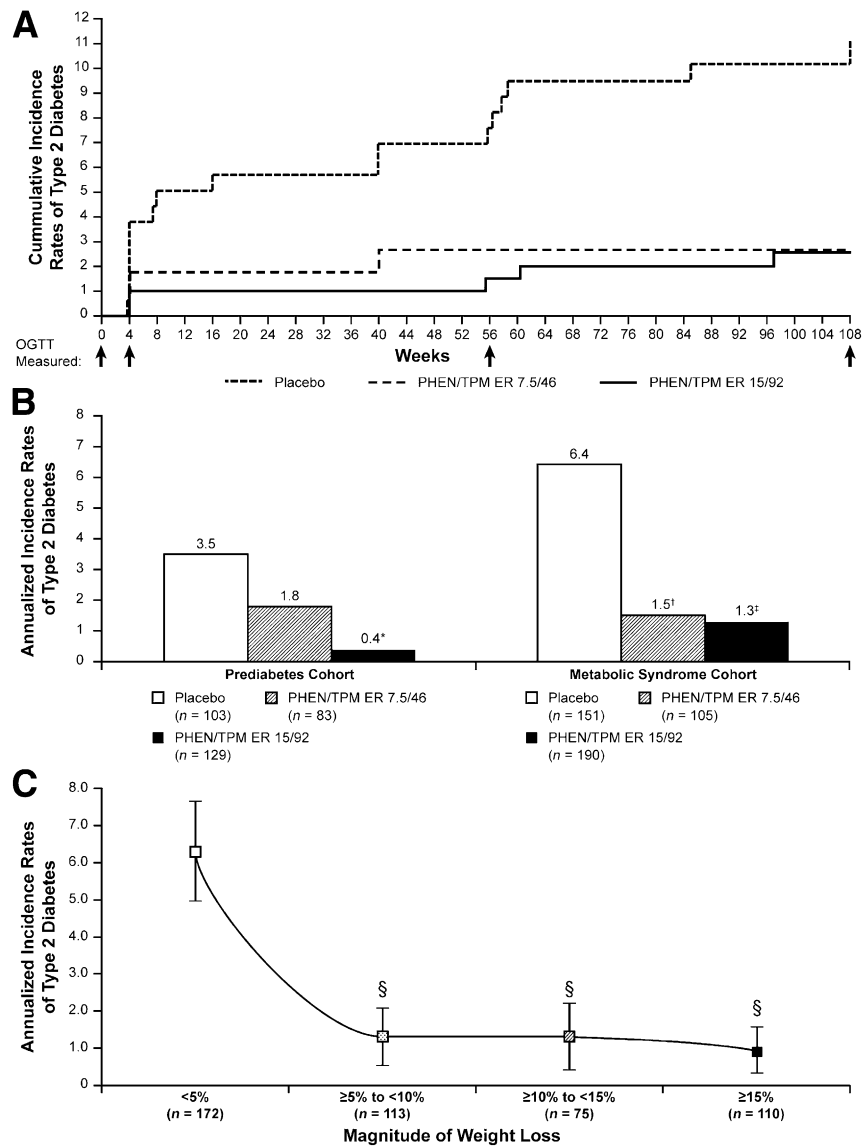 A
Cummulative Incidence
Rates of Type 2 Diabetes
12
11
10
9
8
7
6
5
4
3
2
1
0
0 4 8 12 16 20 24 28 32 36 40 44 48 52 56 60 64 68 72 76 80 84 88 92 96 100 104 108
OGTT
Measured:
Weeks
Placebo PHEN/TPM ER 7.5/46 PHEN/TPM ER 15/92
B
Annualized Incidence Rates
of Type 2 Diabetes
8
7
6
5
4
3
2
1
0
3.5
1.8
0.4*
6.4
1.5†
1.3‡
Prediabetes Cohort Metabolic Syndrome Cohort
Placebo PHEN/TPM ER 7.5/46
(n = 103) (n = 83)
PHEN/TPM ER 15/92
(n = 129)
Placebo PHEN/TPM ER 7.5/46
(n = 151) (n = 105)
PHEN/TPM ER 15/92
(n = 190)
C
Annualized Incidence Rates
of Type 2 Diabetes
8.0
7.0
6.0
5.0
4.0
3.0
2.0
1.0
0
§ § §
<5% ≥5% to <10% ≥10% to <15% ≥15%
(n = 172) (n = 113) (n = 75) (n = 110)
Magnitude of Weight Loss